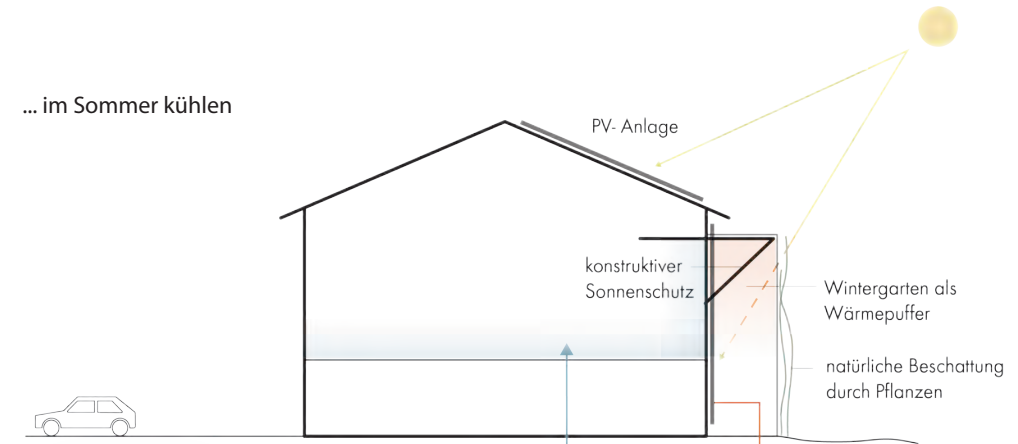 ... im Sommer kühlen
PV- Anlage
konstruktiver
Sonnenschutz
Wintergarten als
Wärmepuffer
natürliche Beschattung
durch Pflanzen